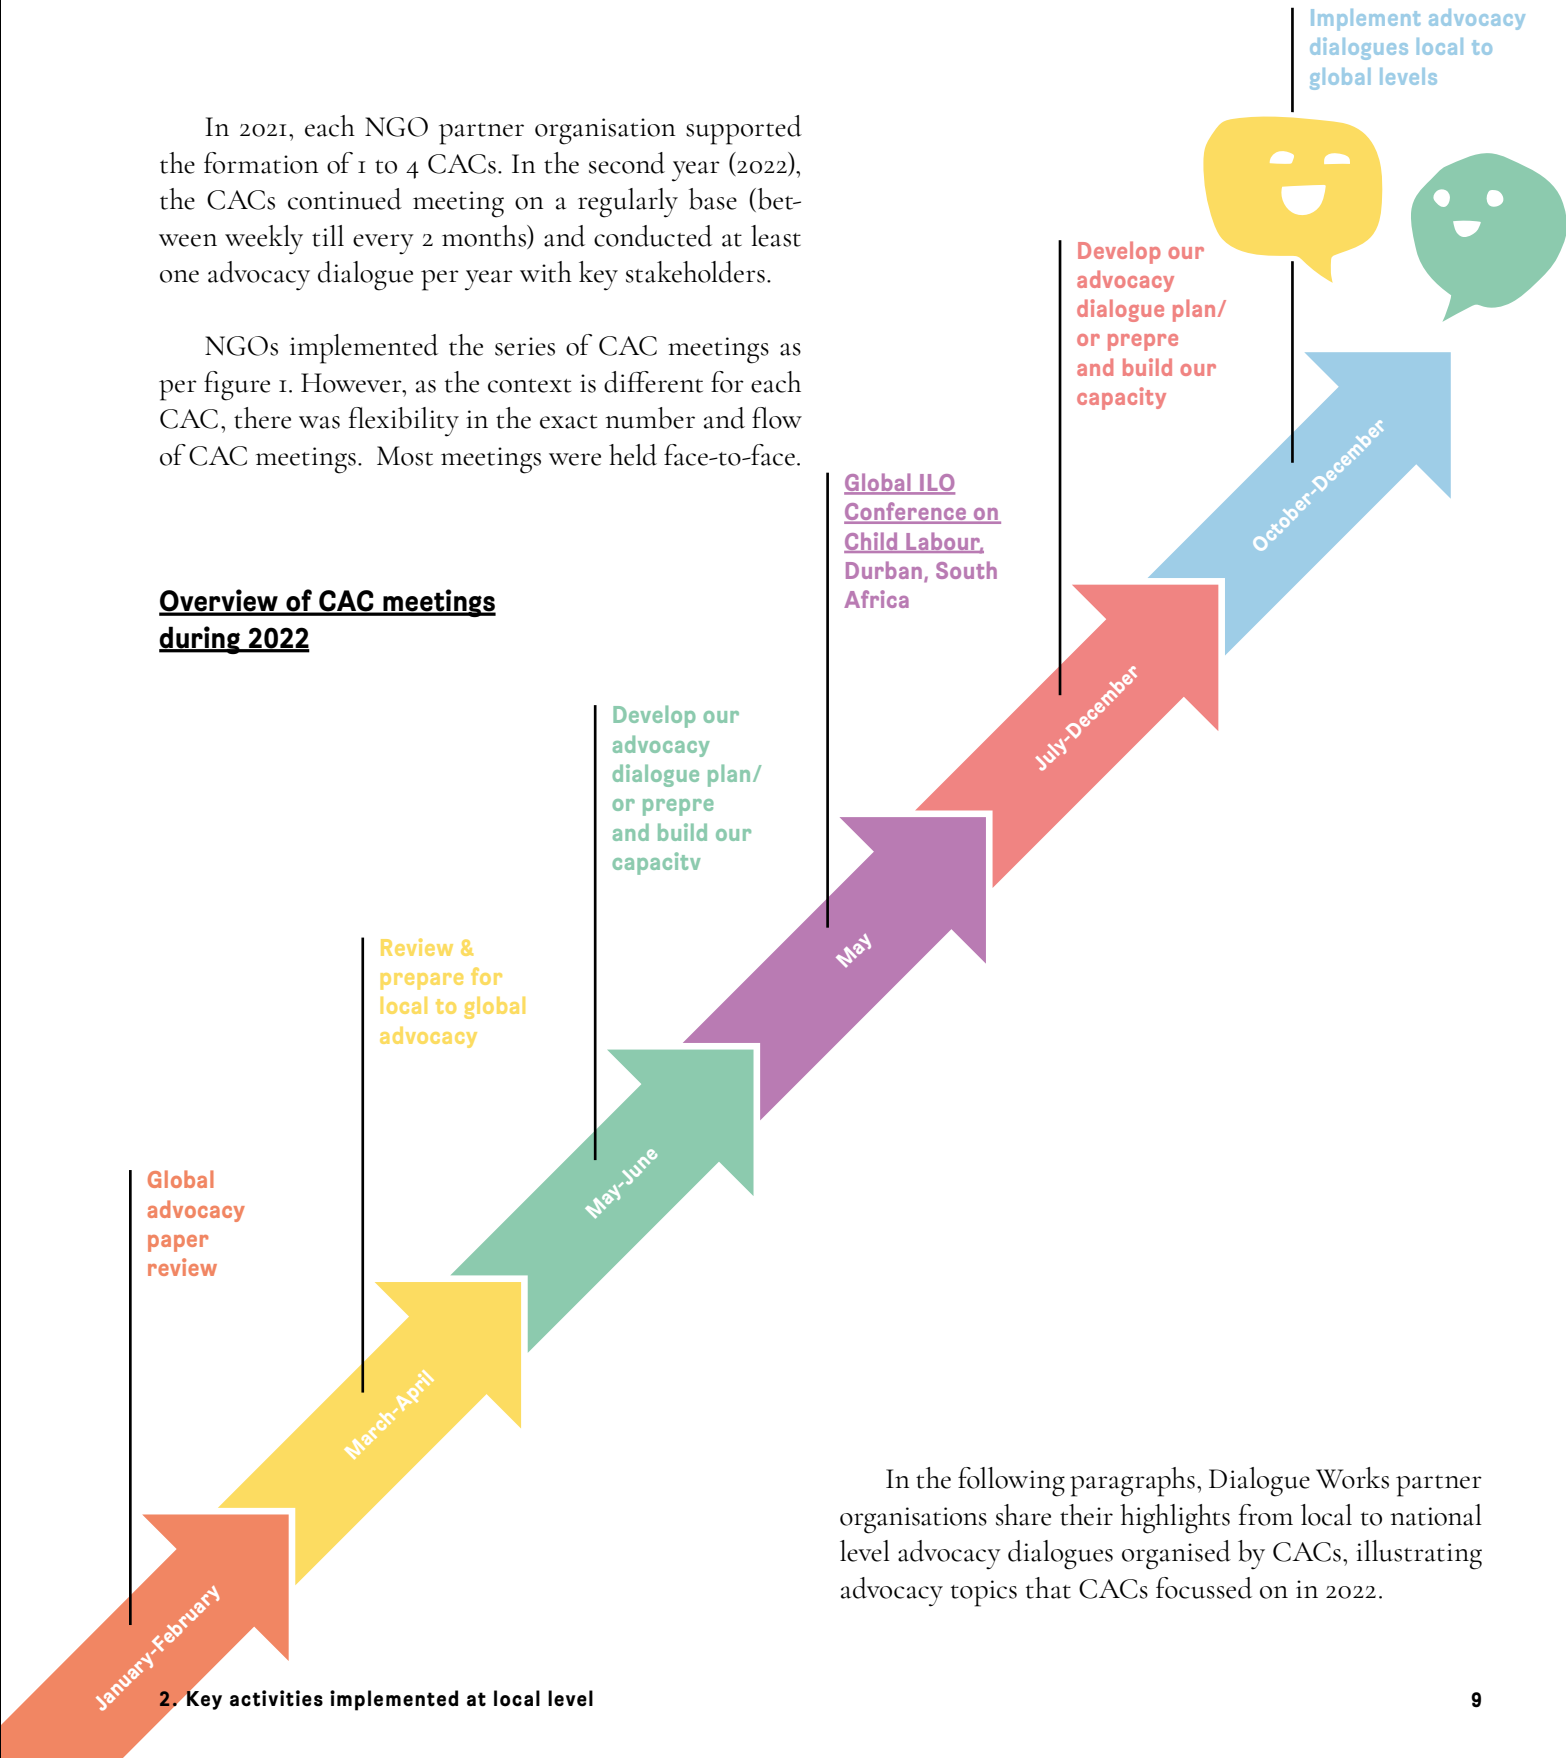 In 2021, each NGO partner organisation supported
the formation of 1 to 4 CACs. In the second year (2022),
the CACs continued meeting on a regularly base (bet-
ween weekly till every 2 months) and conducted at least
one advocacy dialogue per year with key stakeholders.
NGOs implemented the series of CAC meetings as
per figure 1. However, as the context is different for each
CAC, there was flexibility in the exact number and flow
of CAC meetings.  Most meetings were held face-to-face.
Overview of CAC meetings
during 2022
Global
advocacy
paper
review
January-February
Review &
prepare for
local to global
advocacy
March-April
Develop our
advocacy
dialogue plan/
or prepre
and build our
capacity
May-June
Global ILO
Conference on
Child Labour,
Durban, South
Africa
May
Develop our
advocacy
dialogue plan/
or prepre
and build our
capacity
July-December
Implement advocacy
dialogues local to
global levels
October-December
In the following paragraphs, Dialogue Works partner
organisations share their highlights from local to national
level advocacy dialogues organised by CACs, illustrating
advocacy topics that CACs focussed on in 2022.
2. Key activities implemented at local level
9